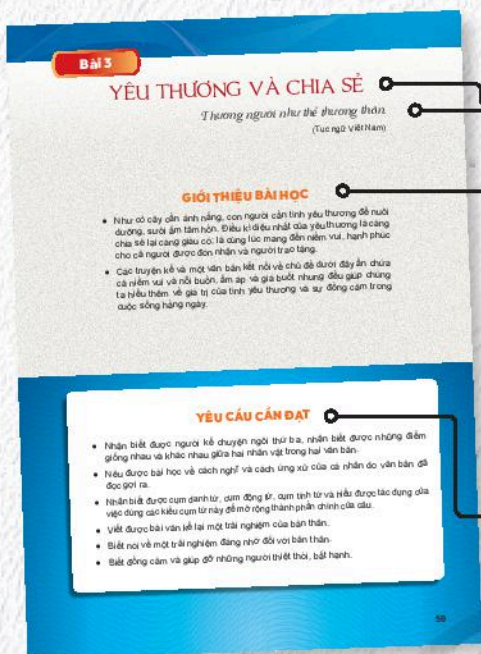 Bài 3
YÊU THƯƠNG VÀ CHIA SẺ
Thương người như thể thương thân
(Tục ngữ Việt Nam)
GIỚI THIỆU BÀI HỌC
• Như cỏ cây cần ánh nắng, con người cần tình yêu thương để nuôi
dưỡng, sưởi ấm tâm hồn. Điều kì diệu nhất của yêu thương là càng
chia sẻ lại càng giàu có; là cùng lúc mang đến niềm vui, hạnh phúc
cho cả người được đón nhận và người trao tặng.
• Các truyện kể và một văn bản kết nối về chủ đề dưới đây ẩn chứa
cả niềm vui và nỗi buồn, ấm áp và giá buốt nhưng đều giúp chúng
ta hiểu thêm về giá trị của tình yêu thương và sự đồng cảm trong
cuộc sống hằng ngày.
YÊU CẦU CẦN ĐẠT
• Nhận biết được người kể chuyện ngôi thứ ba, nhận biết được những điểm
giống nhau và khác nhau giữa hai nhân vật trong hai văn bản.
• Nêu được bài học về cách nghĩ và cách ứng xử của cá nhân do văn bản đã
đọc gợi ra.
• Nhận biết được cụm danh từ, cụm động từ, cụm tính từ và hiểu được tác dụng của
việc dùng các kiểu cụm từ này để mở rộng thành phần chính của câu.
• Viết được bài văn kể lại một trải nghiệm của bản thân.
• Biết nói về một trải nghiệm đáng nhớ đối với bản thân.
• Biết đồng cảm và giúp đỡ những người thiệt thòi, bất hạnh.
59